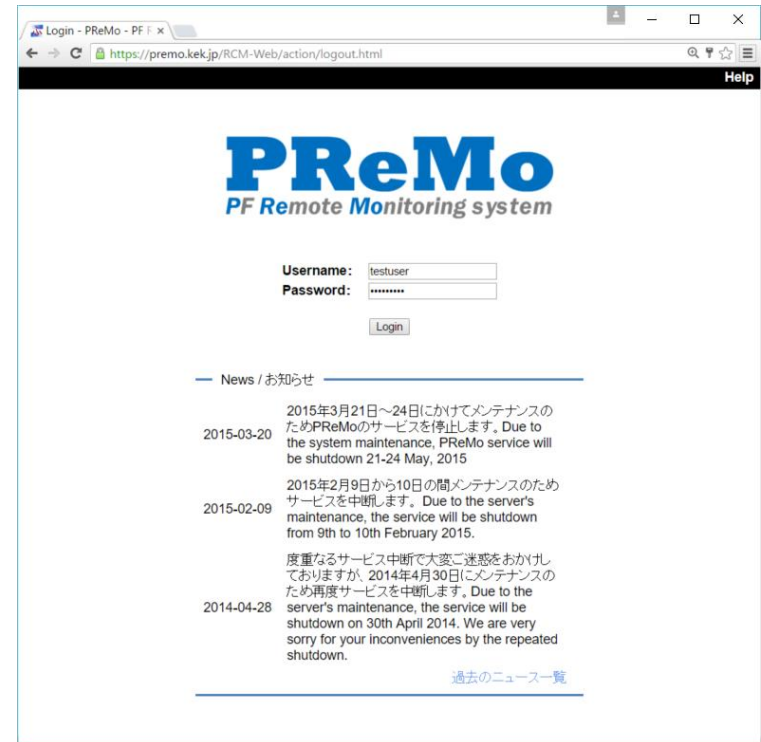 Login - PReMo - PF F
https://premo.kek.jp/RCM-Web/action/logout.html
Help
PReMo
PF Remote Monitoring system
Username:
testuser
Password:
•••••••••
Login
News / お知らせ
2015-03-20
2015年3月21日～24日にかけてメンテナンスの
ためPReMoのサービスを停止します。Due to
the system maintenance, PReMo service will
be shutdown 21-24 May, 2015
2015-02-09
2015年2月9日から10日の間メンテナンスのため
サービスを中断します。Due to the server's
maintenance, the service will be shutdown
from 9th to 10th February 2015.
2014-04-28
度重なるサービス中断で大変ご迷惑をおかけし
ておりますが、2014年4月30日にメンテナンスの
ため再度サービスを中断します。Due to the
server's maintenance, the service will be
shutdown on 30th April 2014. We are very
sorry for your inconveniences by the repeated
shutdown.
過去のニュース一覧